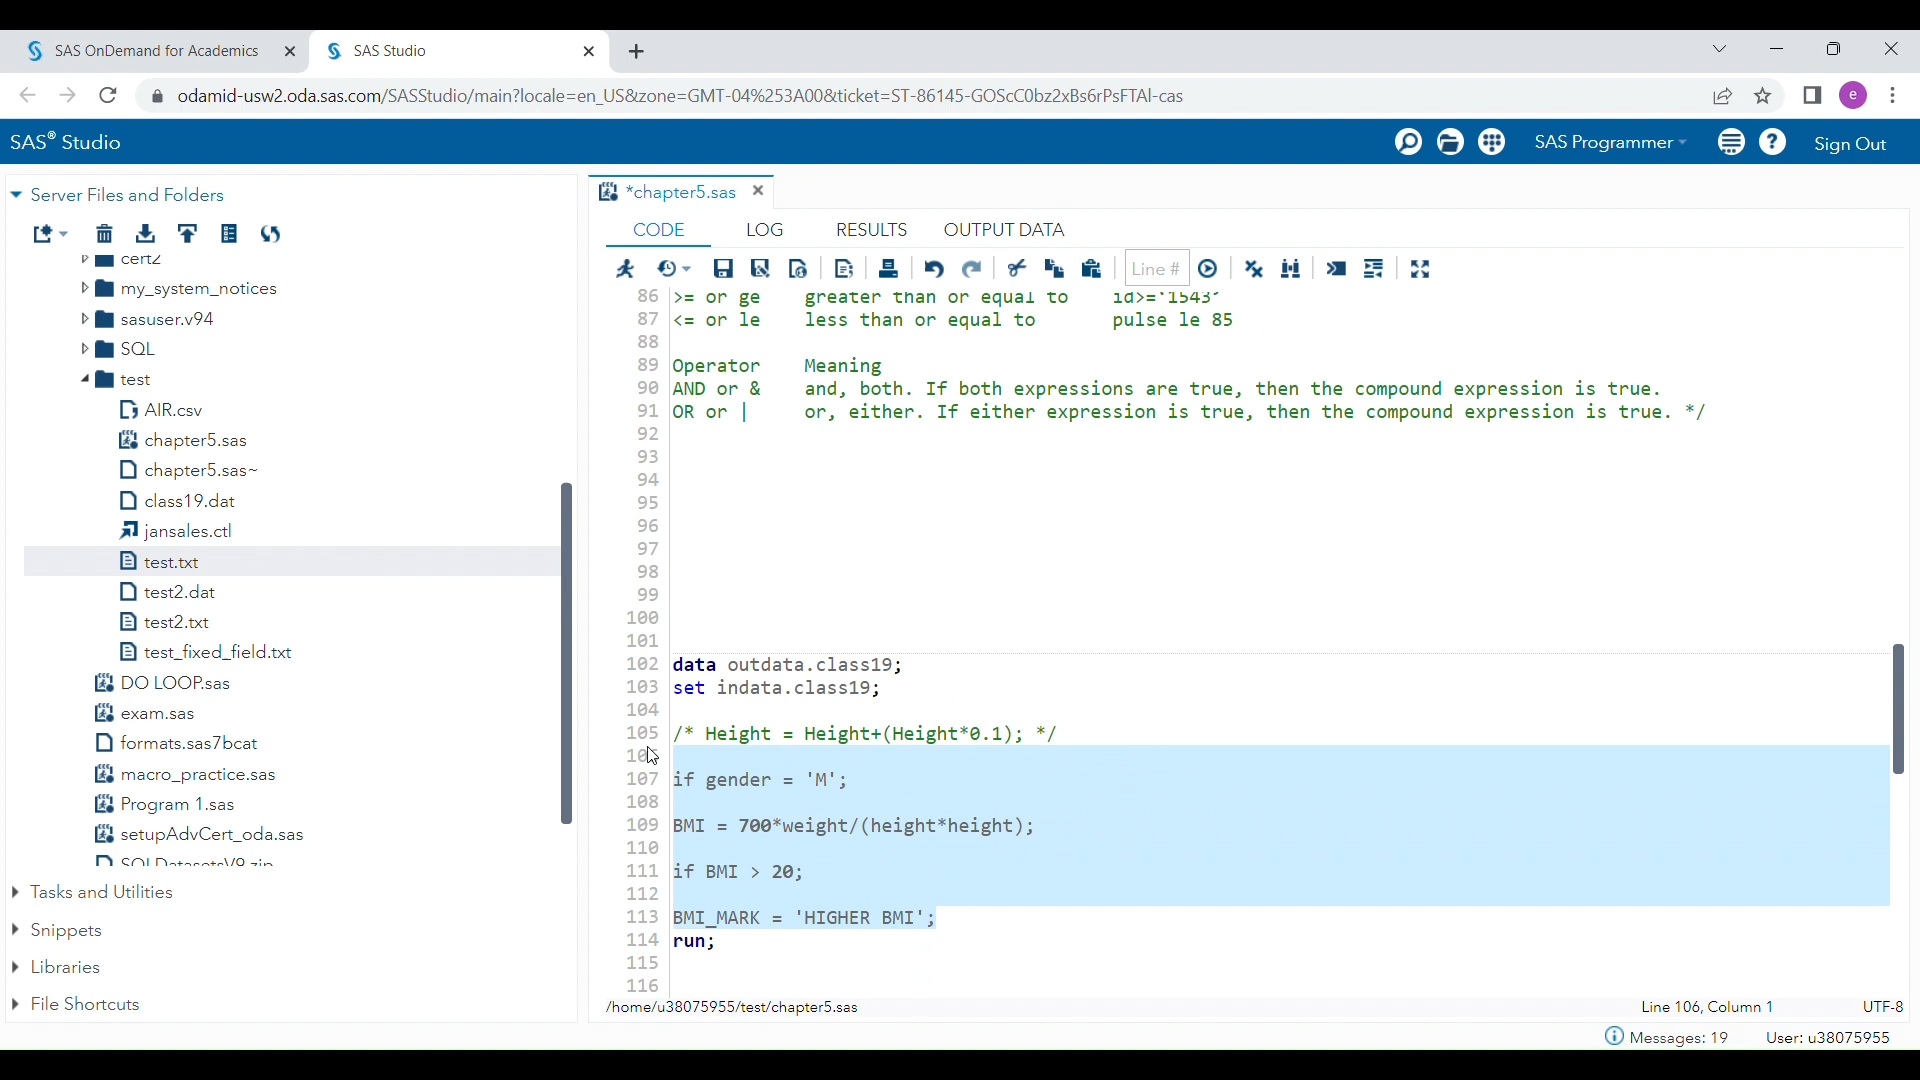 SAS OnDemand for Academics
SAS Studio
odamid-usw2.oda.sas.com/SASStudio/main?locale=en_US&zone=GMT-04%253A00&ticket=ST-86145-GOScC0bz2xBs6rPsFTAl-cas
e
SAS® Studio
SAS Programmer
Sign Out
Server Files and Folders
cert2
my_system_notices
sasuser.v94
SQL
test
AIR.csv
chapter5.sas
chapter5.sas~
class19.dat
jansales.ctl
test.txt
test2.dat
test2.txt
test_fixed_field.txt
DO LOOP.sas
exam.sas
formats.sas7bcat
macro_practice.sas
Program 1.sas
setupAdvCert_oda.sas
SQLDatasetsV9.zip
Tasks and Utilities
Snippets
Libraries
File Shortcuts
*chapter5.sas
CODE LOG RESULTS OUTPUT DATA
Line #
86 >= or ge greater than or equal to id>='1543'
87 <= or le less than or equal to pulse le 85
88
89 Operator Meaning
90 AND or & and, both. If both expressions are true, then the compound expression is true.
91 OR or | or, either. If either expression is true, then the compound expression is true. */
92
93
94
95
96
97
98
99
100
101
102 data outdata.class19;
103 set indata.class19;
104
105 /* Height = Height+(Height*0.1); */
107 if gender = 'M';
108
109 BMI = 700*weight/(height*height);
110
111 if BMI > 20;
112
113 BMI_MARK = 'HIGHER BMI';
114 run;
115
116
/home/u38075955/test/chapter5.sas
Line 106, Column 1
UTF-8
Messages: 19
User: u38075955